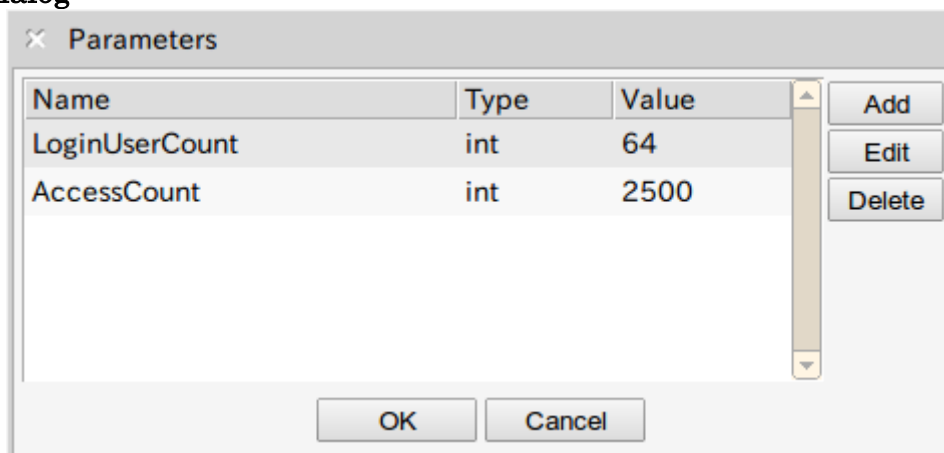 Parameters
Name Type Value
LoginUserCount int 64
AccessCount int 2500
Add
Edit
Delete
OK Cancel